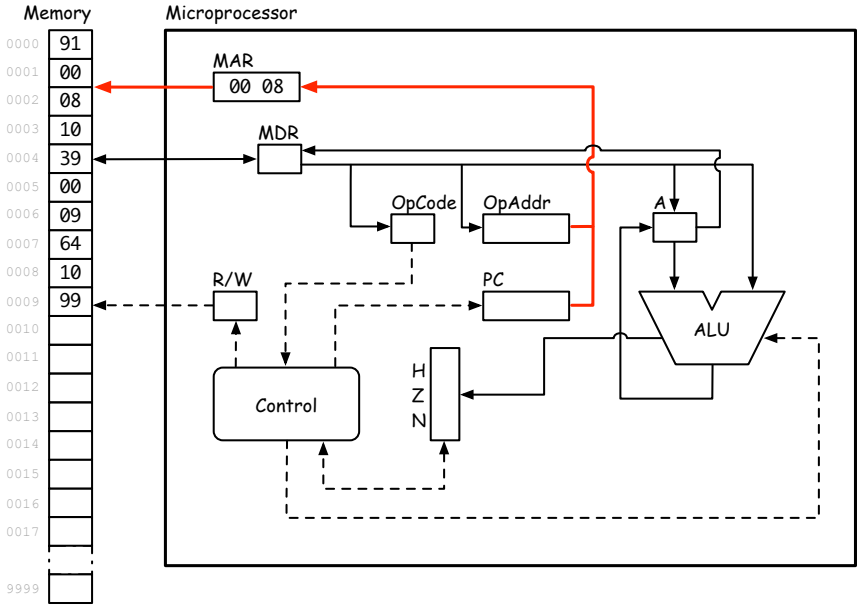 Memory
Microprocessor
0000 91
0001 00
0002 08
0003 10
0004 39
0005 00
0006 09
0007 64
0008 10
0009 99
0010
0011
0012
0013
0014
0015
0016
0017
9999
MAR
00 08
MDR
OpCode
OpAddr
A
R/W
PC
ALU
H
Z
N
Control